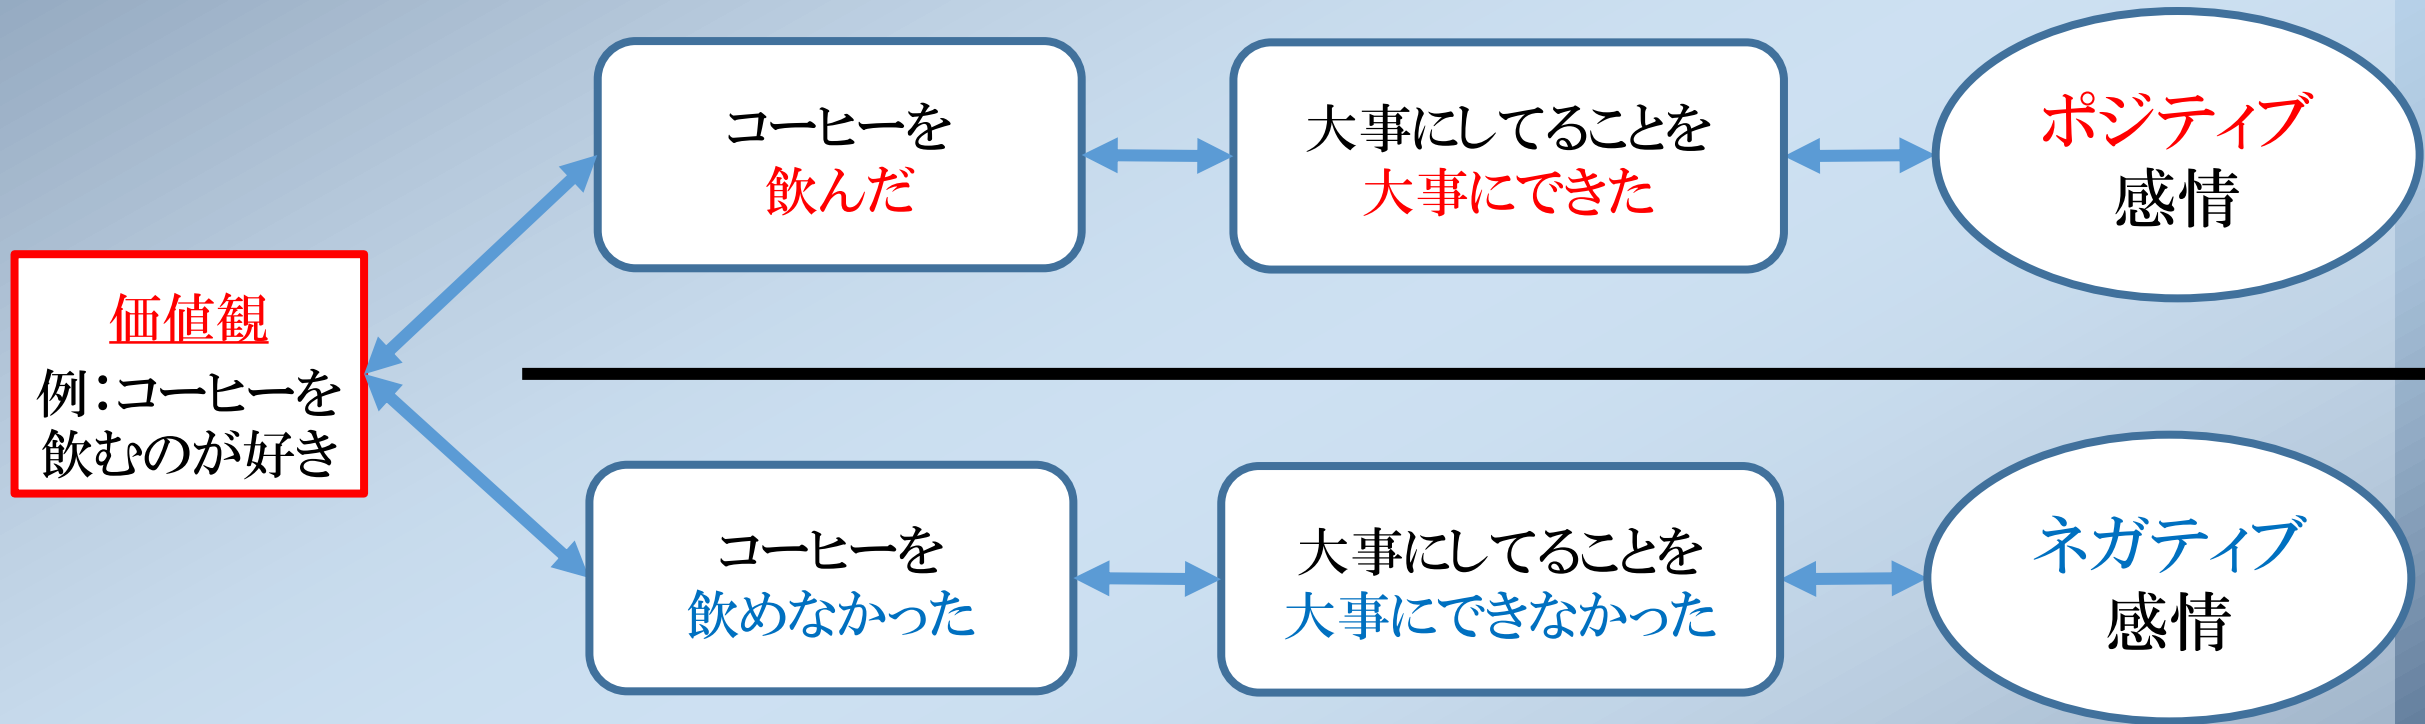 価値観
例：コーヒーを
飲むのが好き
コーヒーを
飲んだ
大事にしてることを
大事にできた
ポジティブ
感情
コーヒーを
飲めなかった
大事にしてることを
大事にできなかった
ネガティブ
感情